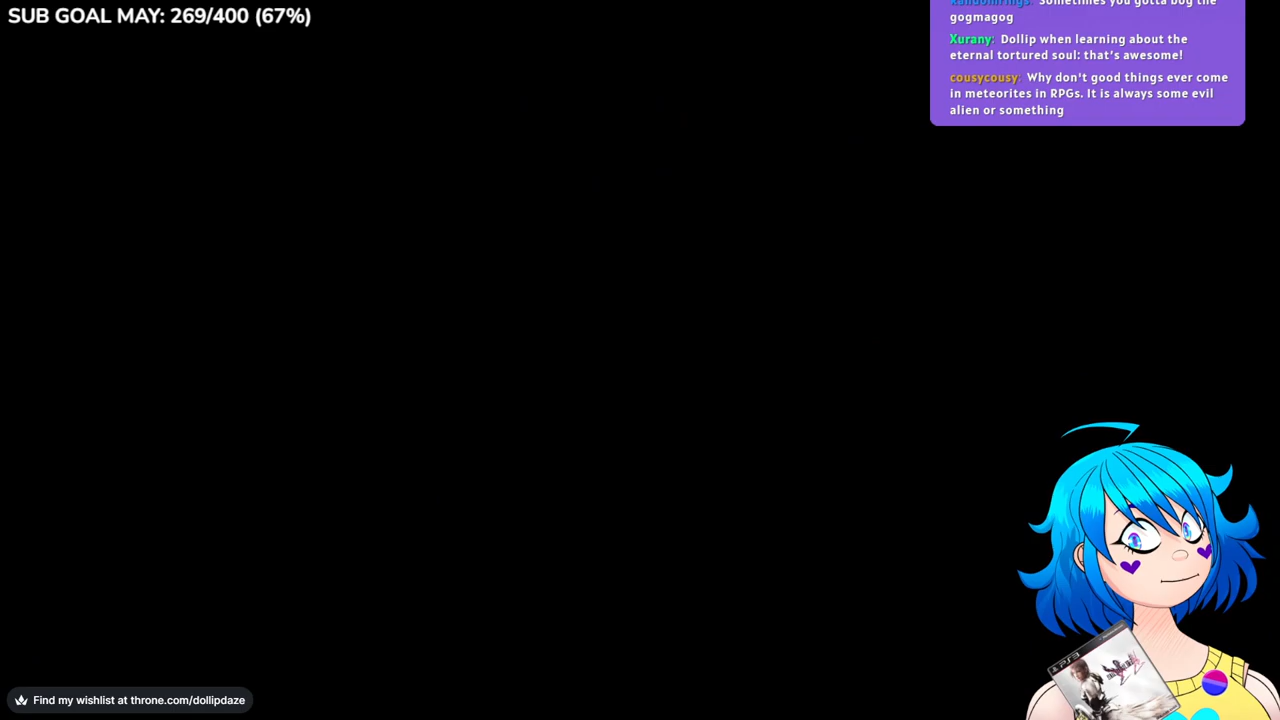 SUB GOAL MAY: 269/400 (67%)
Sometimes you gotta bog the
gogmagog
Xurany: Dollip when learning about the
eternal tortured soul: that's awesome!
cousycousy: Why don't good things ever come
in meteorites in RPGs. It is always some evil
alien or something
PS3
Find my wishlist at throne.com/dollipdaze